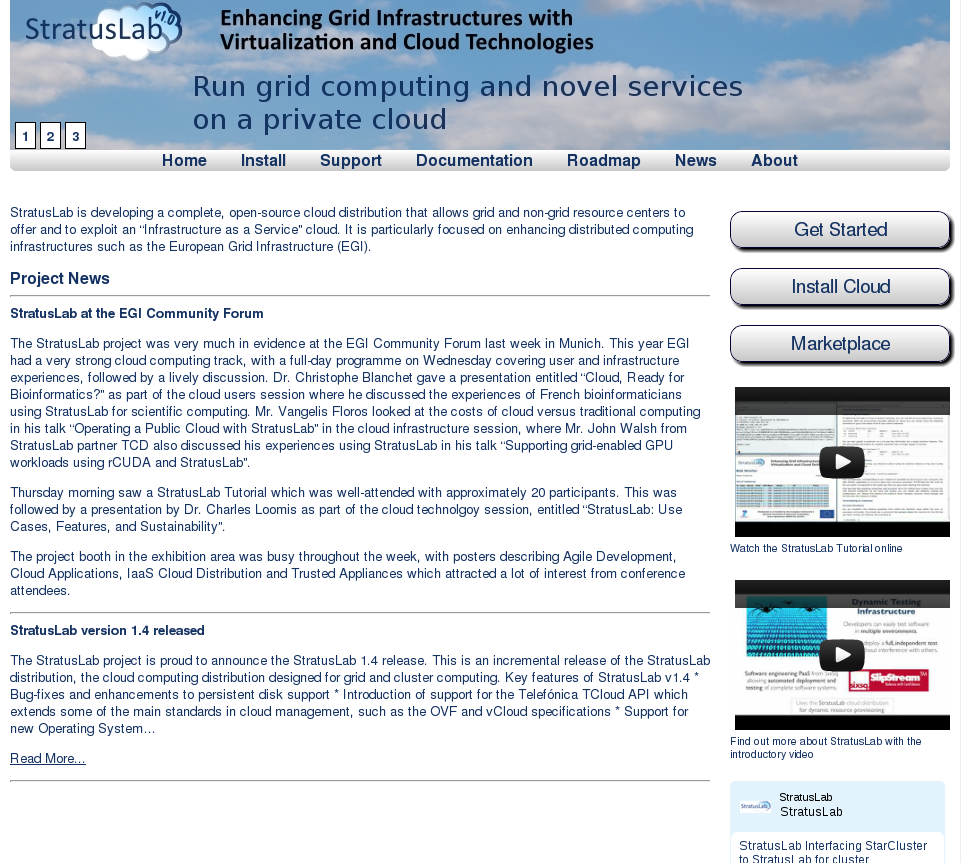 StratusLab v1.0
Enhancing Grid Infrastructures with
Virtualization and Cloud Technologies
Run grid computing and novel services
on a private cloud
1 2 3
Home Install Support Documentation Roadmap News About
StratusLab is developing a complete, open-source cloud distribution that allows grid and non-grid resource centers to
offer and to exploit an “Infrastructure as a Service” cloud. It is particularly focused on enhancing distributed computing
infrastructures such as the European Grid Infrastructure (EGI).
Project News
StratusLab at the EGI Community Forum
The StratusLab project was very much in evidence at the EGI Community Forum last week in Munich. This year EGI
had a very strong cloud computing track, with a full-day programme on Wednesday covering user and infrastructure
experiences, followed by a lively discussion. Dr. Christophe Blanchet gave a presentation entitled “Cloud, Ready for
Bioinformatics?” as part of the cloud users session where he discussed the experiences of French bioinformaticians
using StratusLab for scientific computing. Mr. Vangelis Floros looked at the costs of cloud versus traditional computing
in his talk “Operating a Public Cloud with StratusLab” in the cloud infrastructure session, where Mr. John Walsh from
StratusLab partner TCD also discussed his experiences using StratusLab in his talk “Supporting grid-enabled GPU
workloads using rCUDA and StratusLab”.
Thursday morning saw a StratusLab Tutorial which was well-attended with approximately 20 participants. This was
followed by a presentation by Dr. Charles Loomis as part of the cloud technolgoy session, entitled “StratusLab: Use
Cases, Features, and Sustainability”.
The project booth in the exhibition area was busy throughout the week, with posters describing Agile Development,
Cloud Applications, IaaS Cloud Distribution and Trusted Appliances which attracted a lot of interest from conference
attendees.
StratusLab version 1.4 released
The StratusLab project is proud to announce the StratusLab 1.4 release. This is an incremental release of the StratusLab
distribution, the cloud computing distribution designed for grid and cluster computing. Key features of StratusLab v1.4 *
Bug-fixes and enhancements to persistent disk support * Introduction of support for the Telefónica TCloud API which
extends some of the main standards in cloud management, such as the OVF and vCloud specifications * Support for
new Operating System…
Read More...
Get Started
Install Cloud
Marketplace
Watch the StratusLab Tutorial online
Dynamic Testing
Infrastructure
Developers can easily test software
in multiple environments.
deploy a full, independent test
without interference with others.
Software engineering PaaS from SixSq
allows automated deployment and
testing of complete software systems.
sixsq
SlipStream
Uses the StratusLab cloud distribution
for dynamic resource provisioning
Find out more about StratusLab with the
introductory video
StratusLab
StratusLab
StratusLab
StratusLab Interfacing StarCluster
to StratusLab for cluster